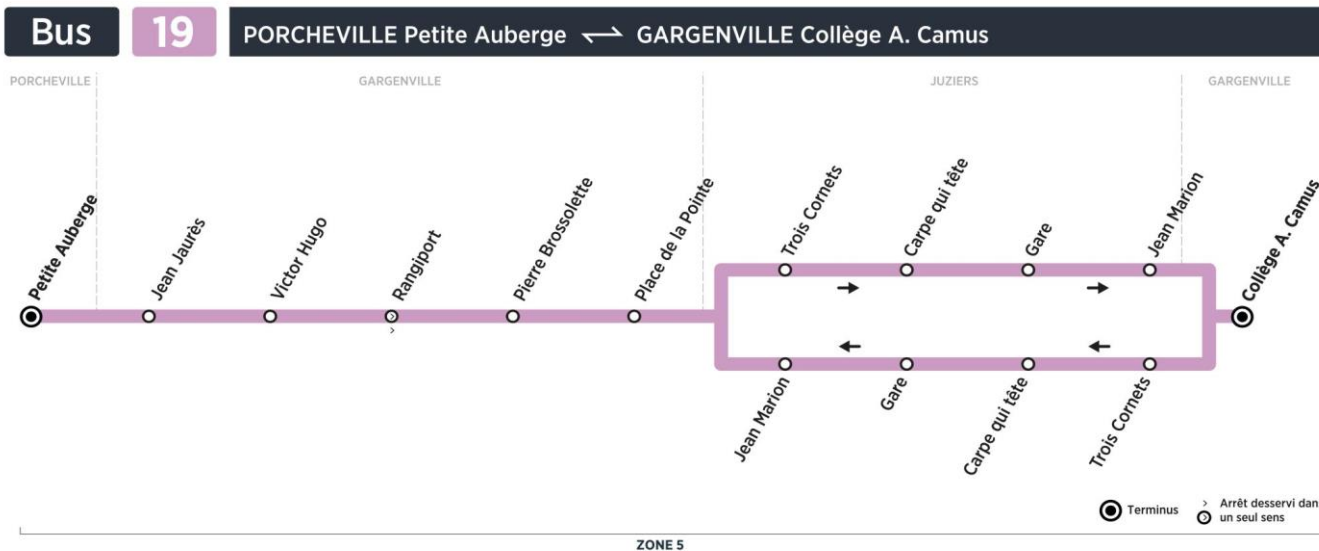 Bus 19 PORCHEVILLE Petite Auberge GARGENVILLE Collège A. Camus
PORCHEVILLE GARGENVILLE JUZIERS GARGENVILLE
Petite Auberge
Jean Jaurès
Victor Hugo
Rangiport
Pierre Brossolette
Place de la Pointe
Trois Cornets
Carpe qui tête
Gare
Jean Marion
Collège A. Camus
Jean Marion
Gare
Carpe qui tête
Trois Cornets
Terminus
Arrêt desservi dan
un seul sens
ZONE 5